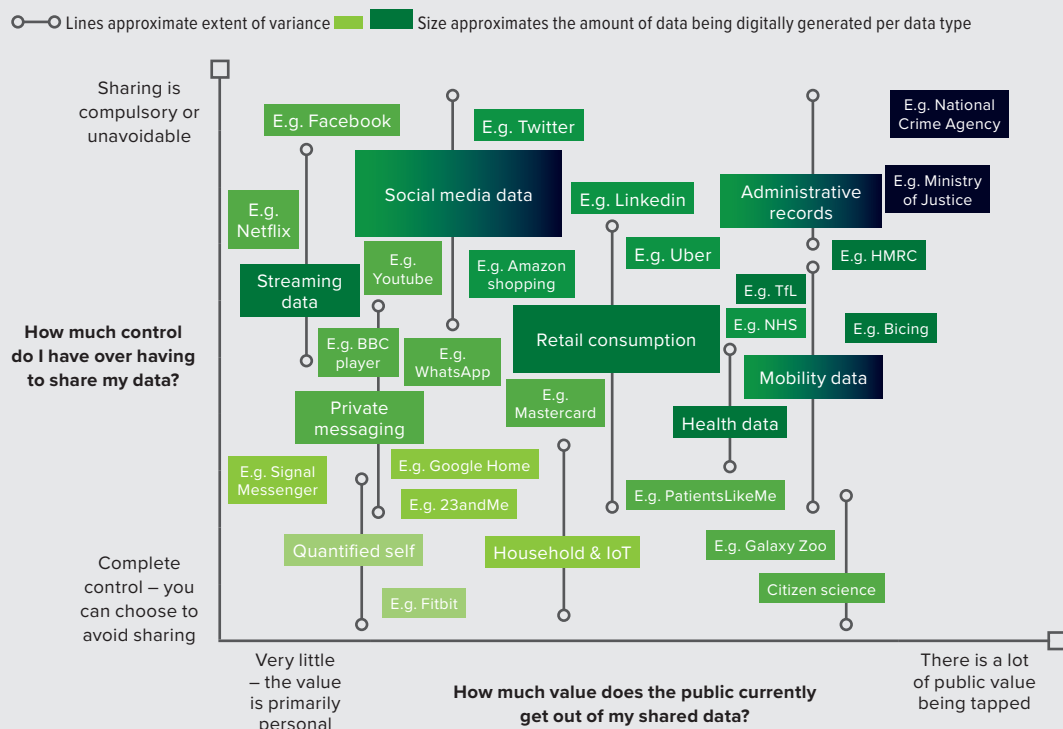 Lines approximate extent of variance
Size approximates the amount of data being digitally generated per data type
Sharing is
compulsory or
unavoidable
How much control
do I have over having
to share my data?
Complete
control – you
can choose to
avoid sharing
E.g. Facebook
E.g. Twitter
E.g. National
Crime Agency
Social media data
E.g. Linkedin
Administrative
records
E.g. Ministry
of Justice
E.g.
Netflix
E.g. Uber
E.g. HMRC
E.g.
Youtube
E.g. Amazon
shopping
Streaming
data
E.g. TfL
E.g. NHS
E.g. Bicing
Retail consumption
E.g. BBC
player
E.g.
WhatsApp
Mobility data
E.g.
Mastercard
Private
messaging
Health data
E.g. Signal
Messenger
E.g. Google Home
E.g. 23andMe
E.g. PatientsLikeMe
Quantified self
Household & IoT
E.g. Galaxy Zoo
Citizen science
E.g. Fitbit
Very little
– the value
is primarily
personal
How much value does the public currently
get out of my shared data?
There is a lot
of public value
being tapped